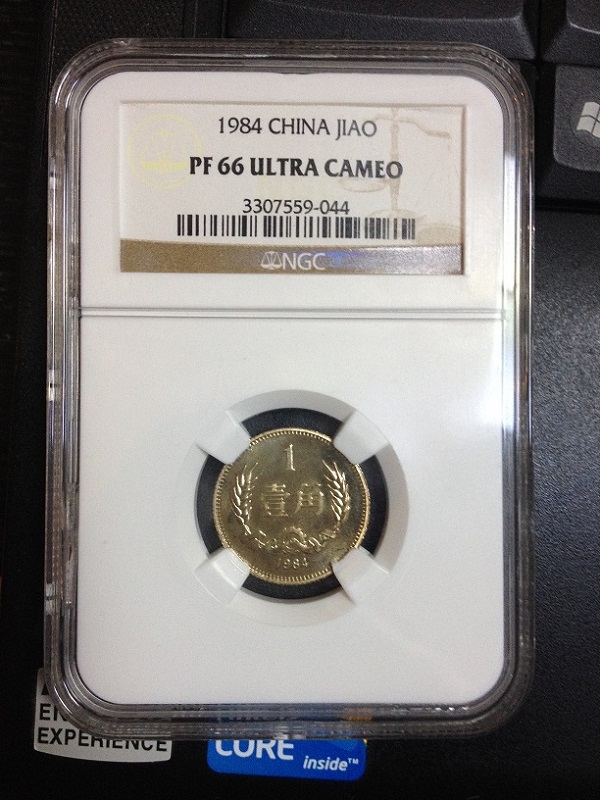 1984 CHINA JIAO
PF 66 ULTRA CAMEO
3307559-044
NGC
1
壹角
1984
EXPERIENCE
CORE
inside™